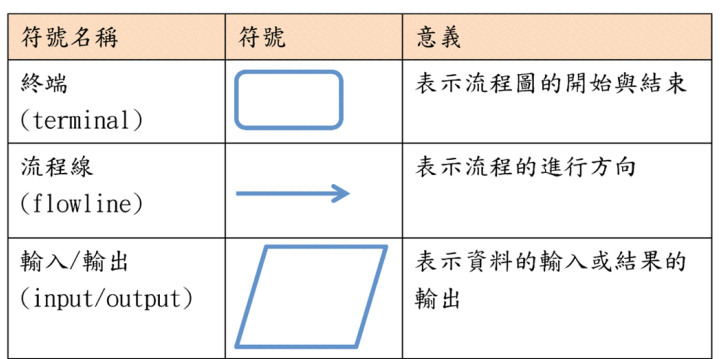 符號名稱 符號 意義
終端 表示流程圖的開始與結束
(terminal)
流程線 表示流程的進行方向
(flowline)
輸入/輸出 表示資料的輸入或結果的
(input/output) 輸出